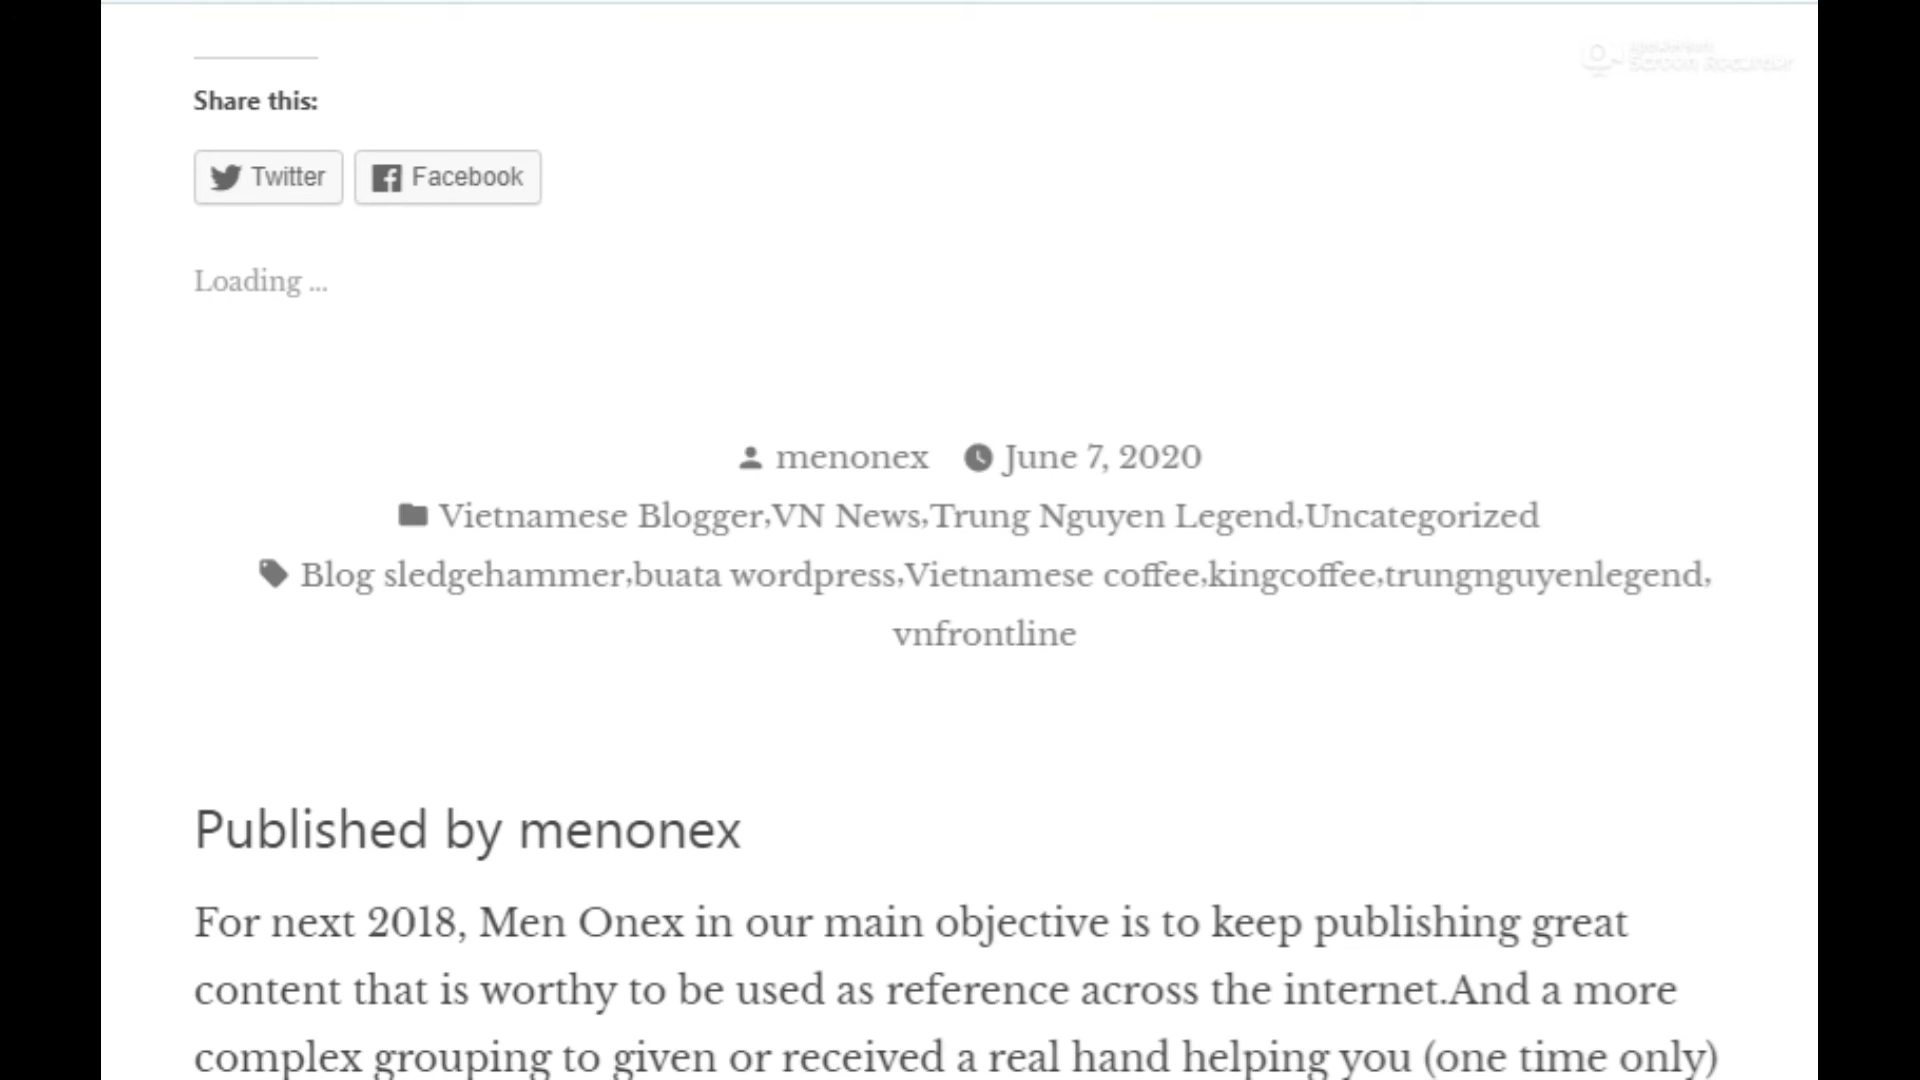 Screen Recorder
Share this:
Twitter Facebook
Loading ...
menonex June 7, 2020
Vietnamese Blogger,VN News,Trung Nguyen Legend,Uncategorized
Blog sledgehammer,buata wordpress,Vietnamese coffee,kingcoffee,trungnguyenlegend,
vnfrontline
Published by menonex
For next 2018, Men Onex in our main objective is to keep publishing great
content that is worthy to be used as reference across the internet.And a more
complex grouping to given or received a real hand helping you (one time only)